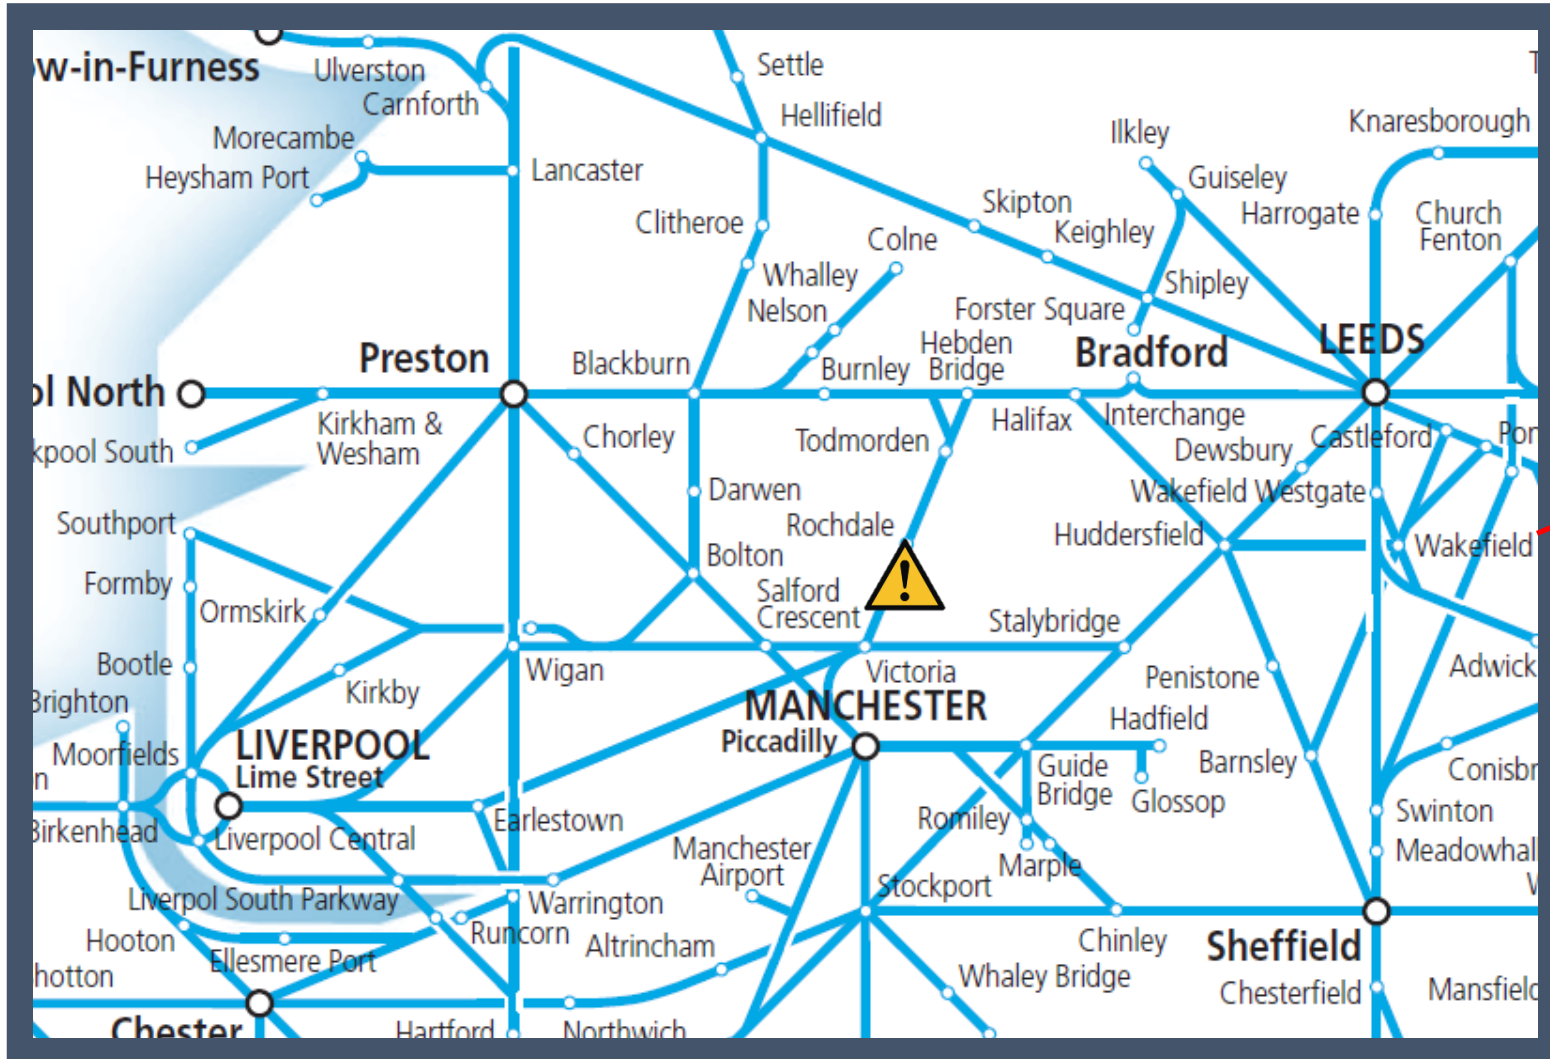 ow-in-Furness
Ulverston
Carnforth
Settle
Hellifield
Morecambe
Heysham Port
Lancaster
Ilkley
Knaresborough
Guiseley
Harrogate
Church
Fenton
Clitheroe
Skipton
Keighley
Colne
Whalley
Nelson
Shipley
Forster Square
Preston
Blackburn
Burnley
Hebden
Bridge
Bradford
LEEDS
ol North
Kirkham &
Wesham
kpool South
Chorley
Todmorden
Halifax
Interchange
Dewsbury
Castleford
Pon
Darwen
Wakefield Westgate
Southport
Rochdale
Huddersfield
Wakefield
Formby
Bolton
Ormskirk
Salford
Crescent
!
Stalybridge
Bootle
Wigan
Victoria
Penistone
Adwick
Brighton
Kirkby
MANCHESTER
Piccadilly
Hadfield
Moorfields
n
LIVERPOOL
Lime Street
Barnsley
Guide
Bridge
Glossop
Conisbr
Birkenhead
Liverpool Central
Earlestown
Romiley
Swinton
Manchester
Airport
Marple
Meadowhal
Liverpol South Parkway
Warrington
Stockport
Hooton
Runcorn
Altrincham
Chinley
Sheffield
Ellesmere Port
hotton
Whaley Bridge
Chesterfield
Mansfield
Chester
Hartford
Northwich